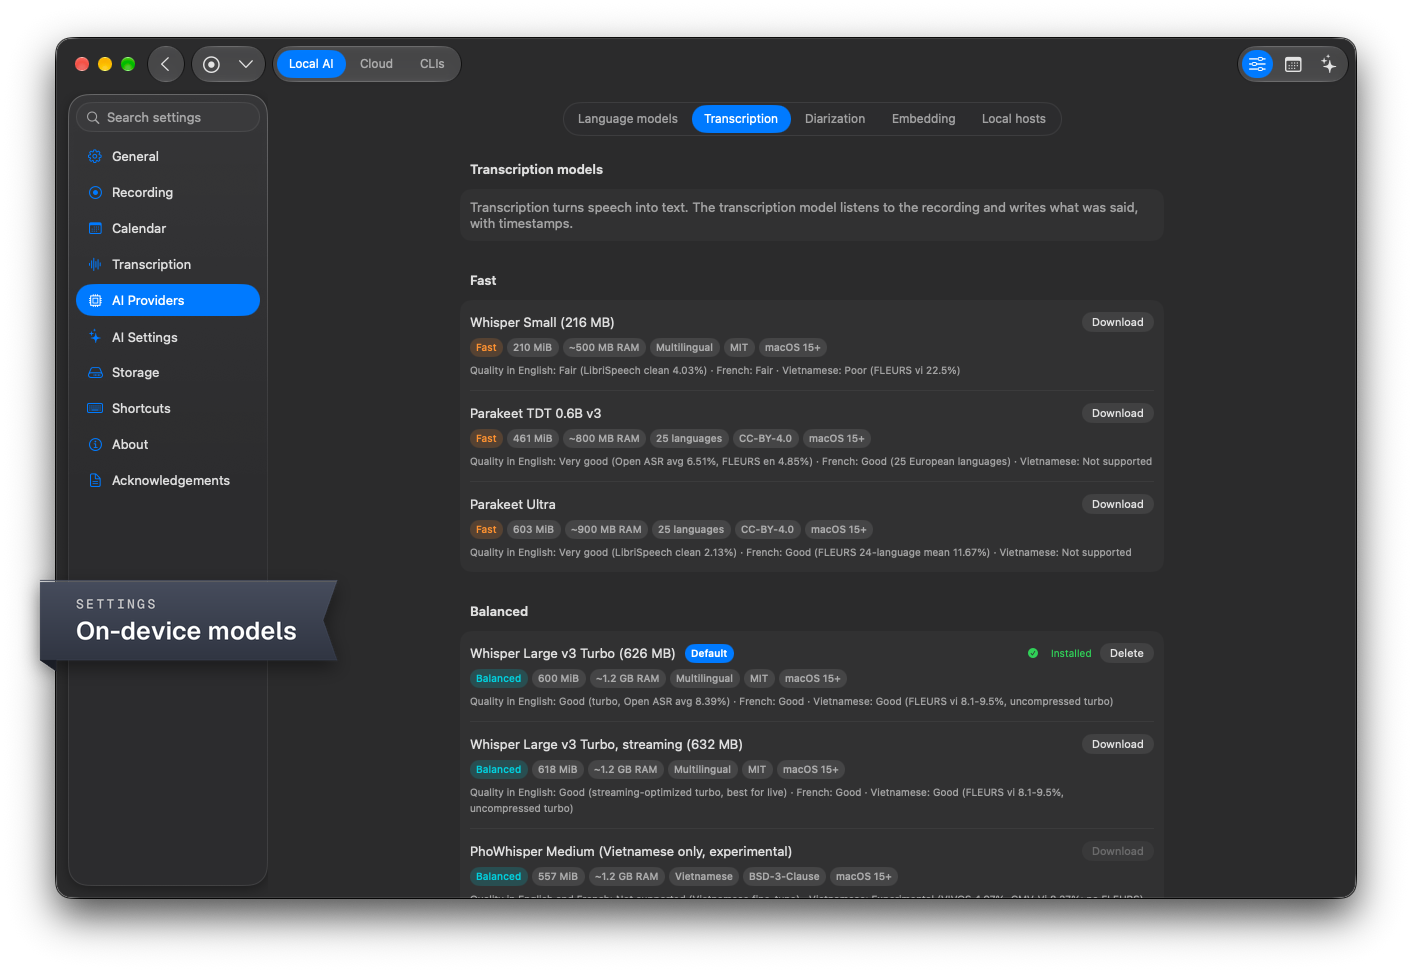 Local AI
Cloud
CLIs
Search settings
General
Recording
Calendar
Transcription
AI Providers
AI Settings
Storage
Shortcuts
About
Acknowledgements
SETTINGS
On-device models
Language models
Transcription
Diarization
Embedding
Local hosts
Transcription models
Transcription turns speech into text. The transcription model listens to the recording and writes what was said,
with timestamps.
Fast
Whisper Small (216 MB)
Download
Fast 210 MiB ~500 MB RAM Multilingual MIT macOS 15+
Quality in English: Fair (LibriSpeech clean 4.03%) · French: Fair · Vietnamese: Poor (FLEURS vi 22.5%)
Parakeet TDT 0.6B v3
Download
Fast 461 MiB ~800 MB RAM 25 languages CC-BY-4.0 macOS 15+
Quality in English: Very good (Open ASR avg 6.51%, FLEURS en 4.85%) · French: Good (25 European languages) · Vietnamese: Not supported
Parakeet Ultra
Download
Fast 603 MiB ~900 MB RAM 25 languages CC-BY-4.0 macOS 15+
Quality in English: Very good (LibriSpeech clean 2.13%) · French: Good (FLEURS 24-language mean 11.67%) · Vietnamese: Not supported
Balanced
Whisper Large v3 Turbo (626 MB) Default
Installed
Delete
Balanced 600 MiB ~1.2 GB RAM Multilingual MIT macOS 15+
Quality in English: Good (turbo, Open ASR avg 8.39%) · French: Good · Vietnamese: Good (FLEURS vi 8.1-9.5%, uncompressed turbo)
Whisper Large v3 Turbo, streaming (632 MB)
Download
Balanced 618 MiB ~1.2 GB RAM Multilingual MIT macOS 15+
Quality in English: Good (streaming-optimized turbo, best for live) · French: Good · Vietnamese: Good (FLEURS vi 8.1-9.5%,
uncompressed turbo)
PhoWhisper Medium (Vietnamese only, experimental)
Download
Balanced 557 MiB ~1.2 GB RAM Vietnamese BSD-3-Clause macOS 15+